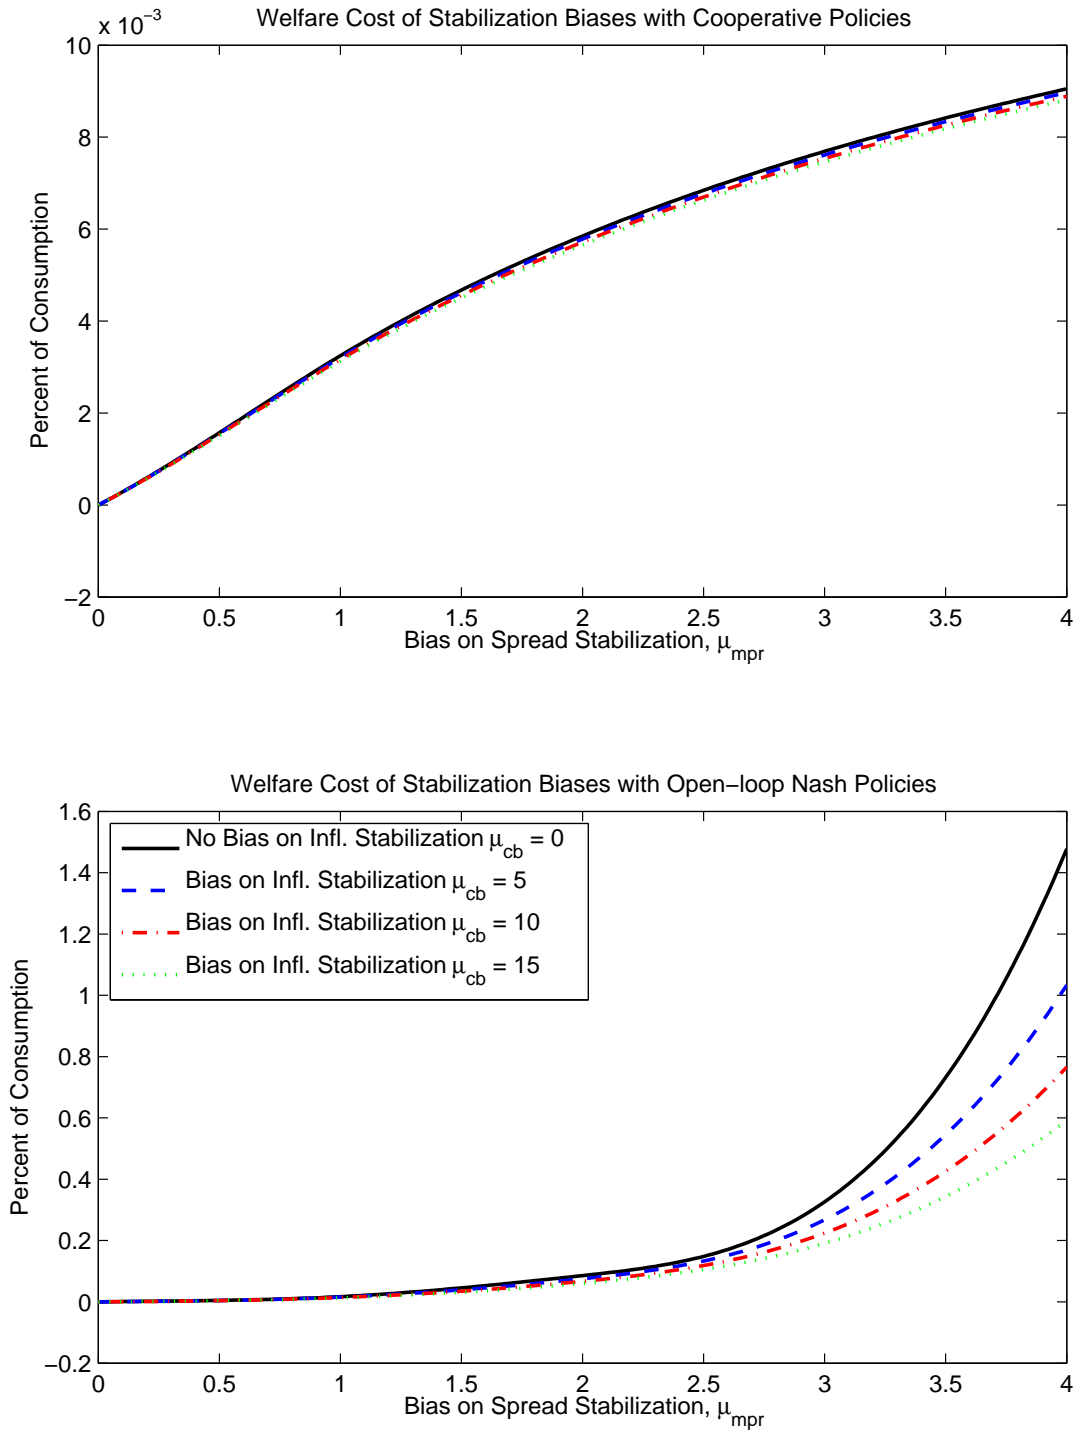 Welfare Cost of Stabilization Biases with Cooperative Policies
x 10⁻³
10
8
6
4
2
0
−2
Percent of Consumption
0 0.5 1 1.5 2 2.5 3 3.5 4
Bias on Spread Stabilization, μmpr
Welfare Cost of Stabilization Biases with Open−loop Nash Policies
1.6
1.4
1.2
1
0.8
0.6
0.4
0.2
0
−0.2
Percent of Consumption
No Bias on Infl. Stabilization μcb = 0
Bias on Infl. Stabilization μcb = 5
Bias on Infl. Stabilization μcb = 10
Bias on Infl. Stabilization μcb = 15
0 0.5 1 1.5 2 2.5 3 3.5 4
Bias on Spread Stabilization, μmpr